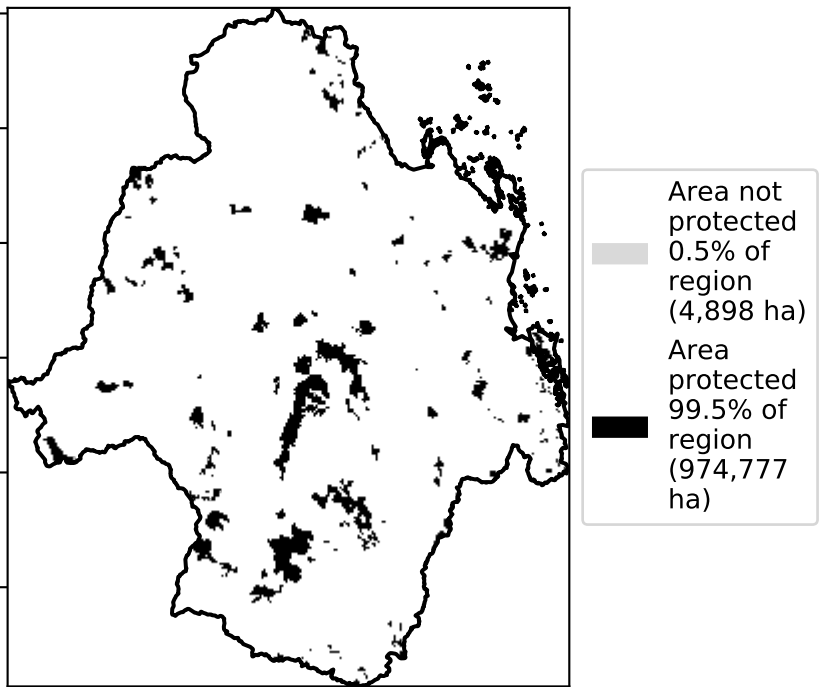 Area not
protected
0.5% of
region
(4,898 ha)
Area
protected
99.5% of
region
(974,777
ha)